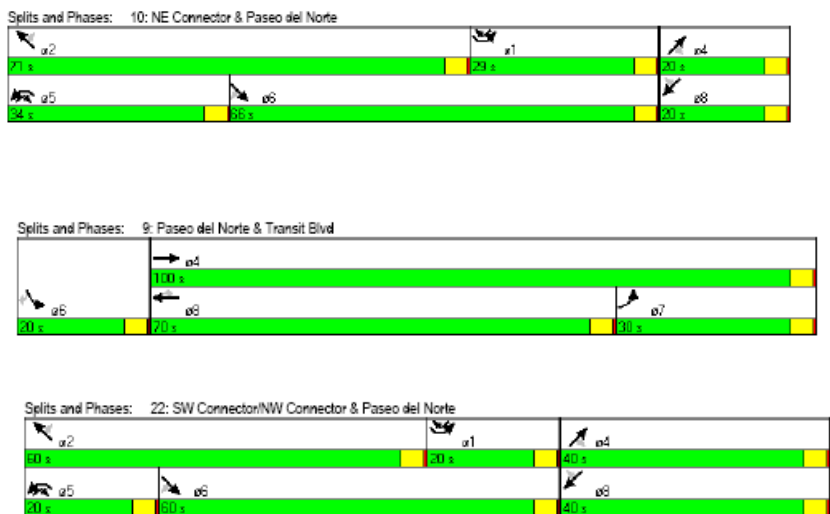 Splits and Phases: 10: NE Connector & Paseo del Norte
ø2 ø1 ø4
71 s 29 s 20 s
ø5 ø6 ø8
34 s 66 s 20 s
Splits and Phases: 9: Paseo del Norte & Transit Blvd
ø4
100 s
ø6 ø8 ø7
20 s 70 s 30 s
Splits and Phases: 22: SW Connector/NW Connector & Paseo del Norte
ø2 ø1 ø4
60 s 20 s 40 s
ø5 ø6 ø8
20 s 60 s 40 s